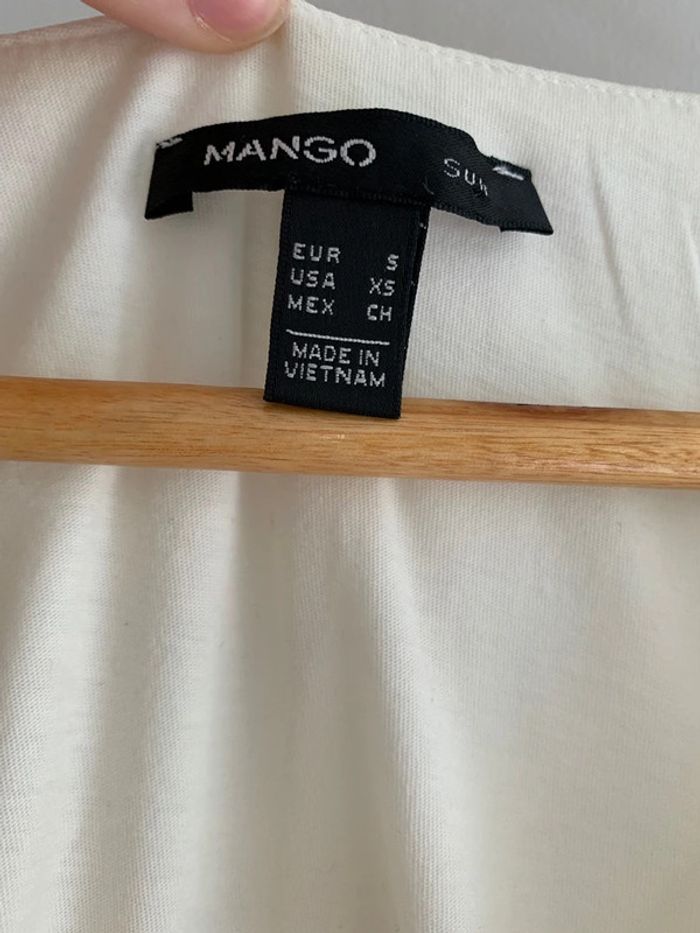 MANGO
EUR S
USA XS
MEX CH
MADE IN
VIETNAM